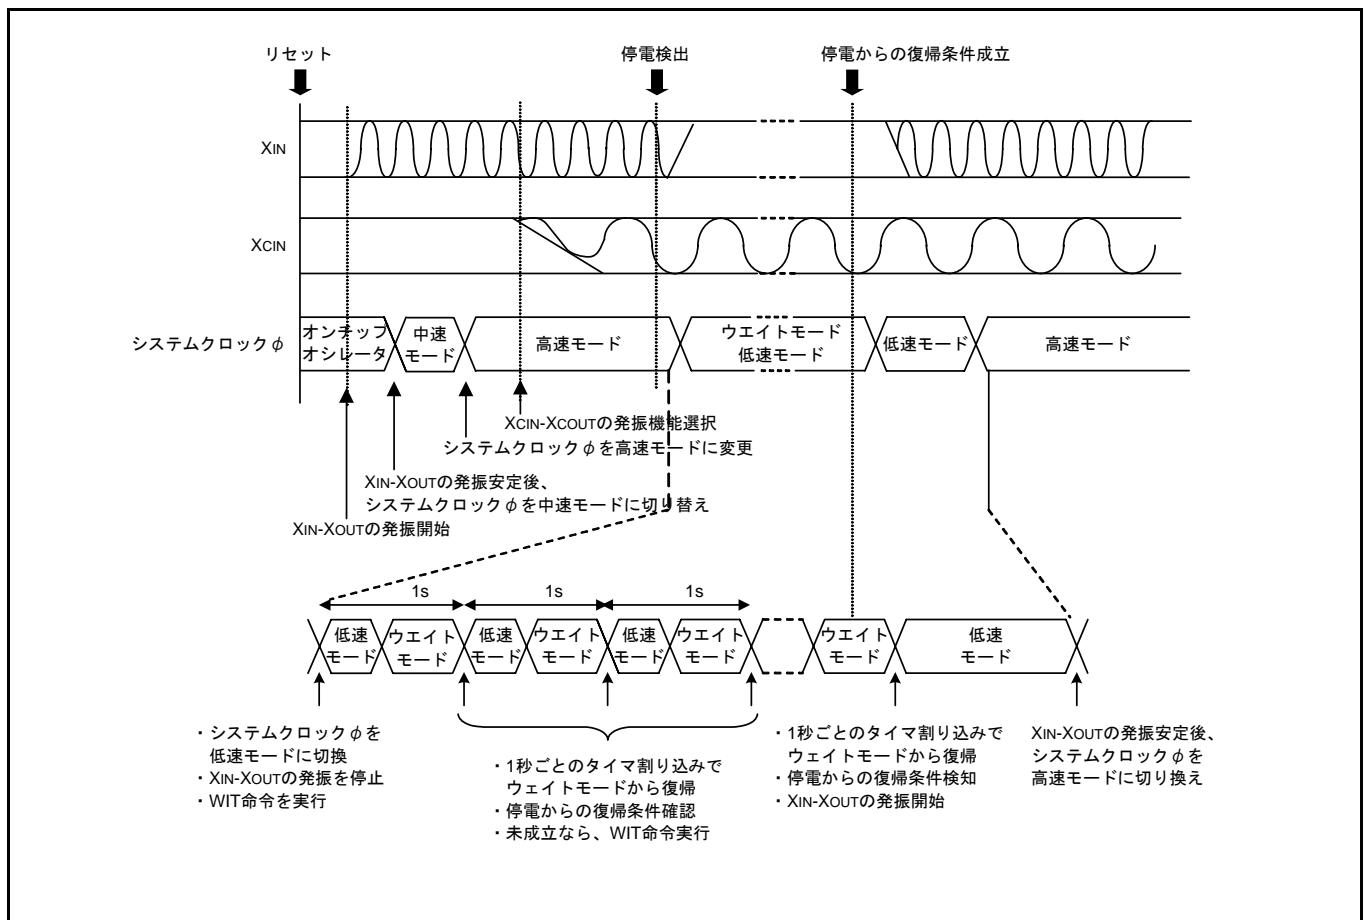 リセット
停電検出
停電からの復帰条件成立
XIN
XCIN
システムクロックφ
オンチップ
オシレータ
中速
モード
高速モード
ウエイトモード
低速モード
低速モード
高速モード
XCIN-XCOUTの発振機能選択
システムクロックφを高速モードに変更
XIN-XOUTの発振安定後、
システムクロックφを中速モードに切り替え
XIN-XOUTの発振開始
1s
1s
1s
低速
モード
ウエイト
モード
低速
モード
ウエイト
モード
低速
モード
ウエイト
モード
ウエイト
モード
低速
モード
・システムクロックφを
低速モードに切換
・XIN-XOUTの発振を停止
・WIT命令を実行
・1秒ごとのタイマ割り込みで
ウェイトモードから復帰
・停電からの復帰条件確認
・未成立なら、WIT命令実行
・1秒ごとのタイマ割り込みで
ウェイトモードから復帰
・停電からの復帰条件検知
・XIN-XOUTの発振開始
XIN-XOUTの発振安定後、
システムクロックφを
高速モードに切り換え